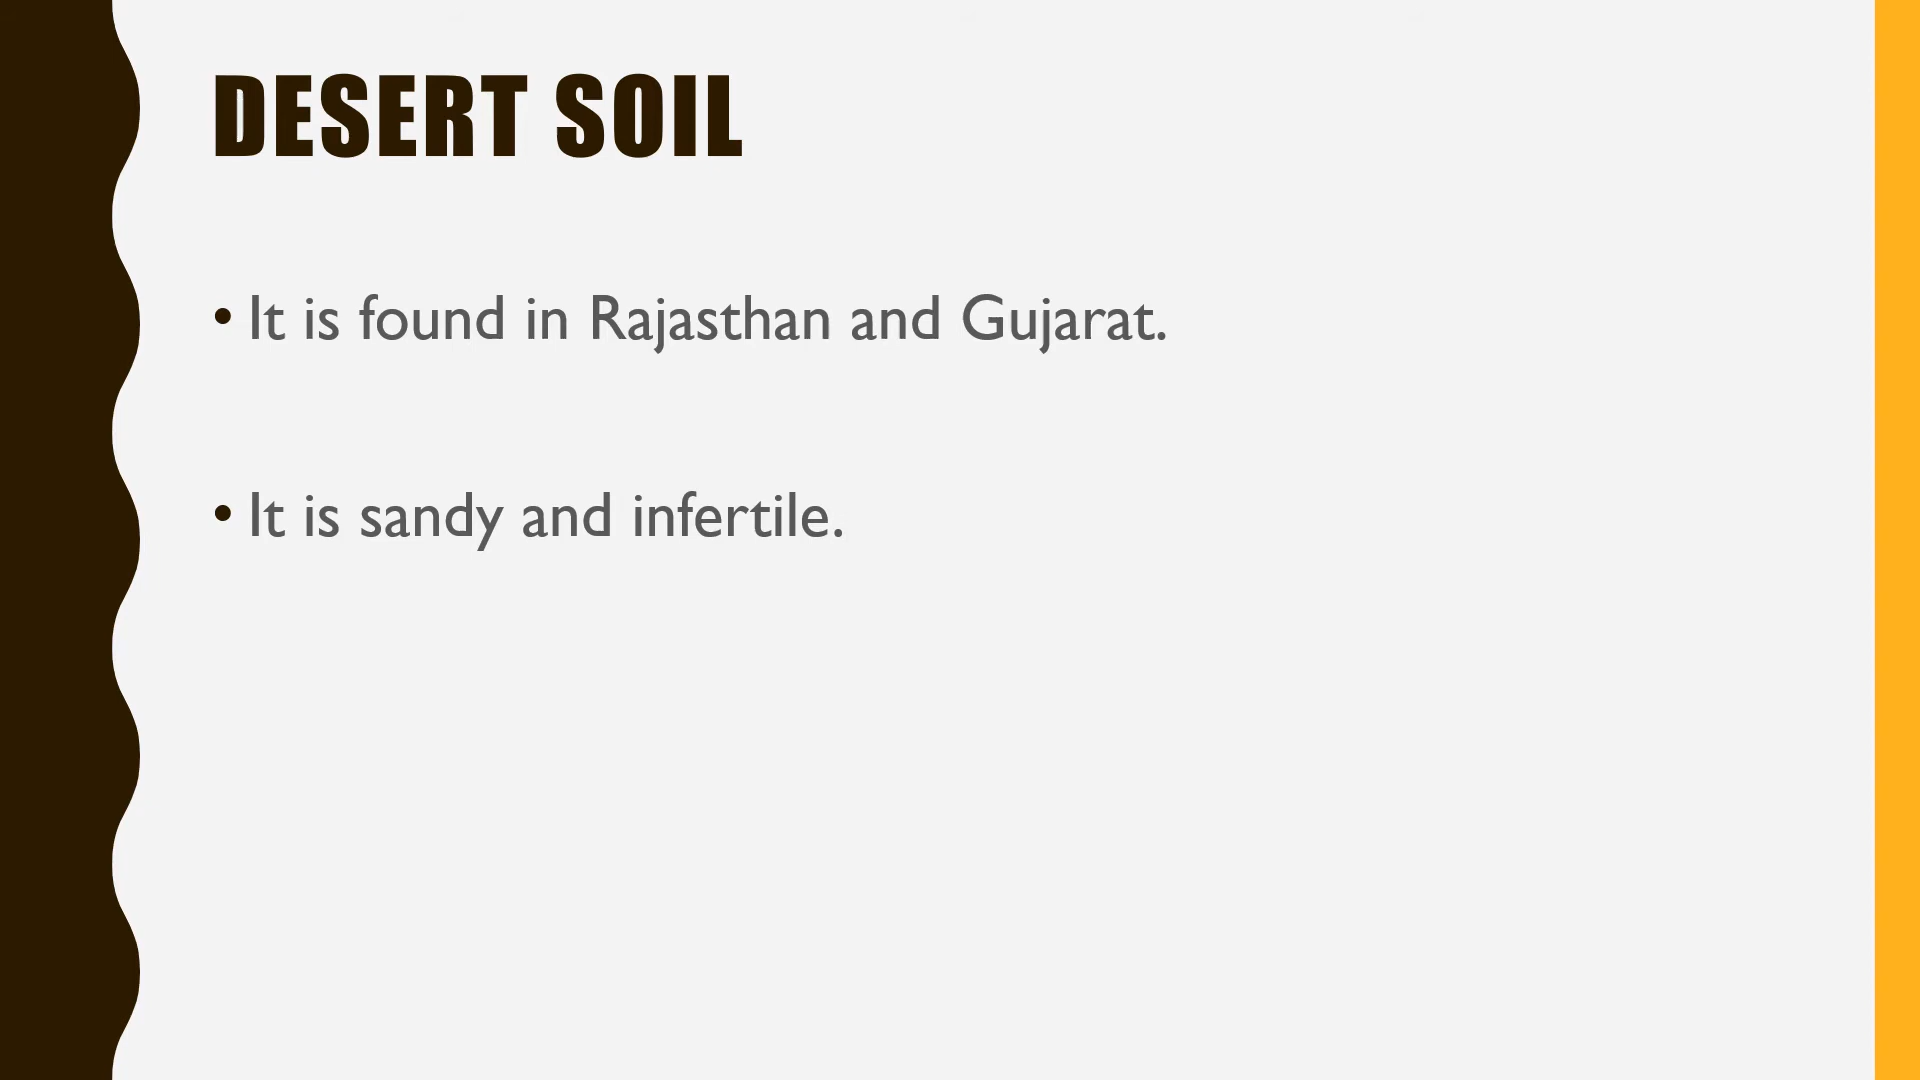 DESERT SOIL
• It is found in Rajasthan and Gujarat.
• It is sandy and infertile.